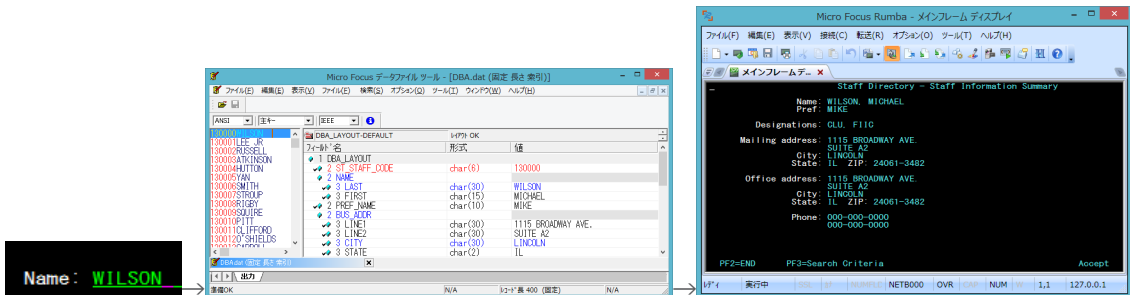 Name: WILSON
Micro Focus データファイル ツール - [DBA.dat (固定 長さ 索引)]
ファイル(F) 編集(E) 表示(V) ファイル(E) 検索(S) オプション(O) ツール(T) ウィンドウ(W) ヘルプ(H)
ANSI 主キー IEEE
130000WILSON
130001LEE JR
130002RUSSELL
130003ATKINSON
130004HUTTON
130005YAN
130006SMITH
130007STROUP
130008RIGBY
130009SQUIRE
130010PITT
130011CLIFFORD
130012O'SHIELDS
DBA_LAYOUT-DEFAULT レイアウト OK
フィールド名 形式 値
1 DBA_LAYOUT
2 ST_STAFF_CODE char(6) 130000
2 NAME
3 LAST char(30) WILSON
3 FIRST char(15) MICHAEL
2 PREF_NAME char(10) MIKE
2 BUS_ADDR
3 LINE1 char(30) 1115 BROADWAY AVE.
3 LINE2 char(30) SUITE A2
3 CITY char(30) LINCOLN
3 STATE char(2) IL
DBA.dat (固定 長さ 索引)
出力
準備OK N/A レコード長 400 (固定) N/A
Micro Focus Rumba - メインフレーム ディスプレイ
ファイル(F) 編集(E) 表示(V) 接続(C) 転送(R) オプション(O) ツール(T) ヘルプ(H)
メインフレームデ...
Staff Directory - Staff Information Summary
Name: WILSON, MICHAEL
Pref: MIKE
Designations: CLU, FIIC
Mailing address: 1115 BROADWAY AVE.
SUITE A2
City: LINCOLN
State: IL ZIP: 24061-3482
Office address: 1115 BROADWAY AVE.
SUITE A2
City: LINCOLN
State: IL ZIP: 24061-3482
Phone: 000-000-0000
000-000-0000
PF2=END PF3=Search Criteria Accept
レディ 実行中 NUMFLD NETB000 OVR CAP NUM W 1,1 127.0.0.1